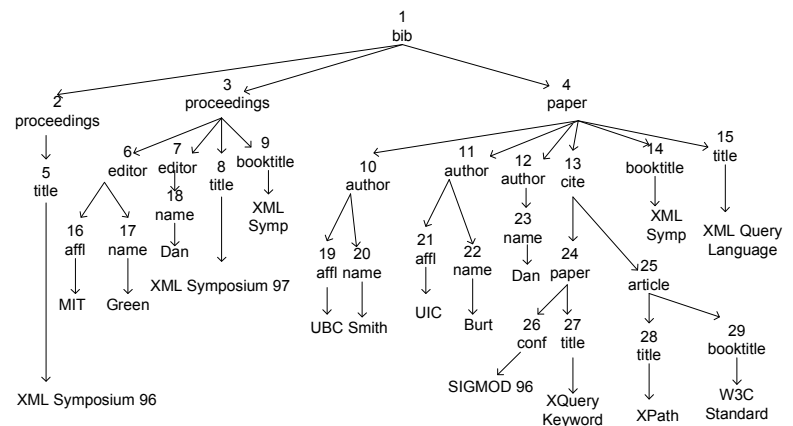 1
bib
2
proceedings
3
proceedings
4
paper
5
title
6
editor
7
editor
8
title
9
booktitle
10
author
11
author
12
author
13
cite
14
booktitle
15
title
16
affl
17
name
18
name
Dan
XML
Symp
MIT
Green
XML Symposium 97
XML Symposium 96
19
affl
20
name
21
affl
22
name
23
name
Dan
24
paper
25
article
XML
Symp
XML Query
Language
UBC
Smith
UIC
Burt
26
conf
27
title
28
title
29
booktitle
SIGMOD 96
XQuery
Keyword
XPath
W3C
Standard